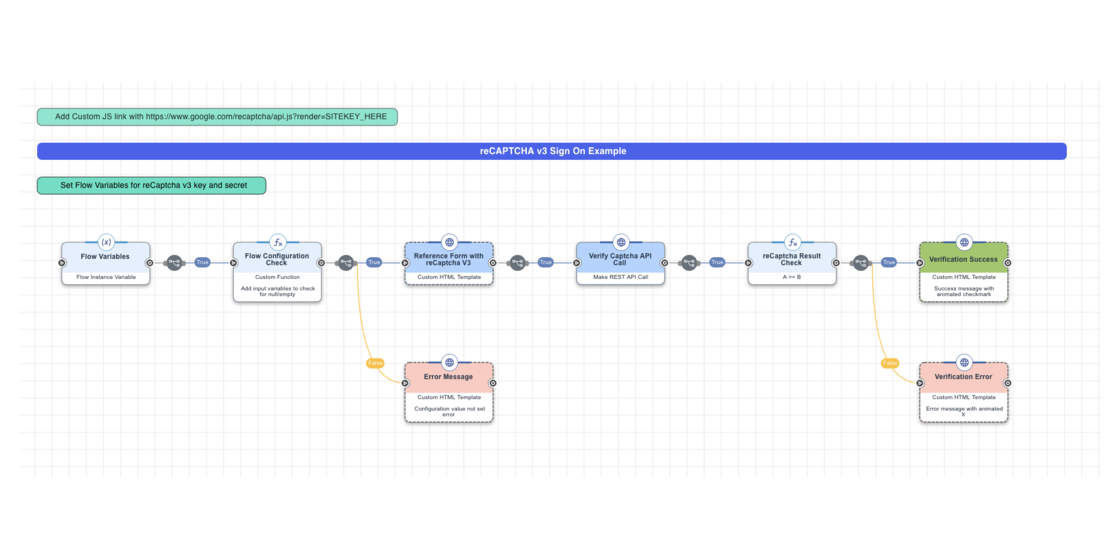 Add Custom JS link with https://www.google.com/recaptcha/api.js?render=SITEKEY_HERE
reCAPTCHA v3 Sign On Example
Set Flow Variables for reCaptcha v3 key and secret
(x)
Flow Variables
Flow Instance Variable
True
fx
Flow Configuration
Check
Custom Function
Add input variables to check
for null/empty
True
Reference Form with
reCaptcha V3
Custom HTML Template
True
Verify Captcha API
Call
Make REST API Call
True
fx
reCaptcha Result
Check
A >= B
True
Verification Success
Custom HTML Template
Success message with
animated checkmark
False
Error Message
Custom HTML Template
Configuration value not set
error
False
Verification Error
Custom HTML Template
Error message with animated
X